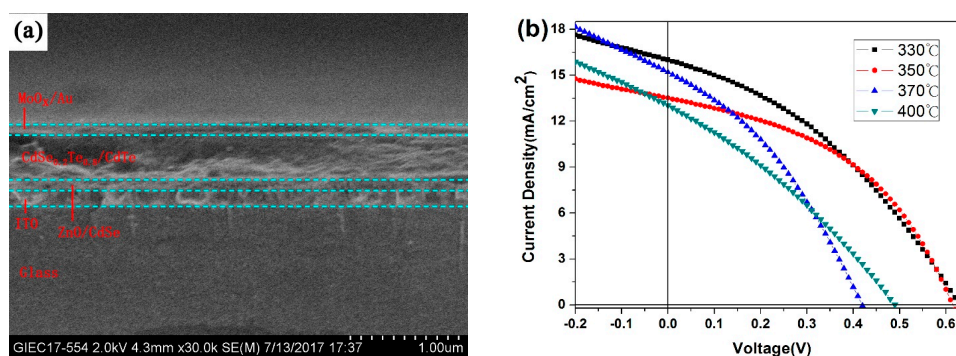 (a)
MoOx/Au
CdSe0.2Te0.8/CdTe
ITO
ZnO/CdSe
Glass
GIEC17-554 2.0kV 4.3mm x30.0k SE(M) 7/13/2017 17:37
1.00um
(b)
Current Density(mA/cm²)
18
15
12
9
6
3
0
330℃
350℃
370℃
400℃
-0.2 -0.1 0.0 0.1 0.2 0.3 0.4 0.5 0.6
Voltage(V)